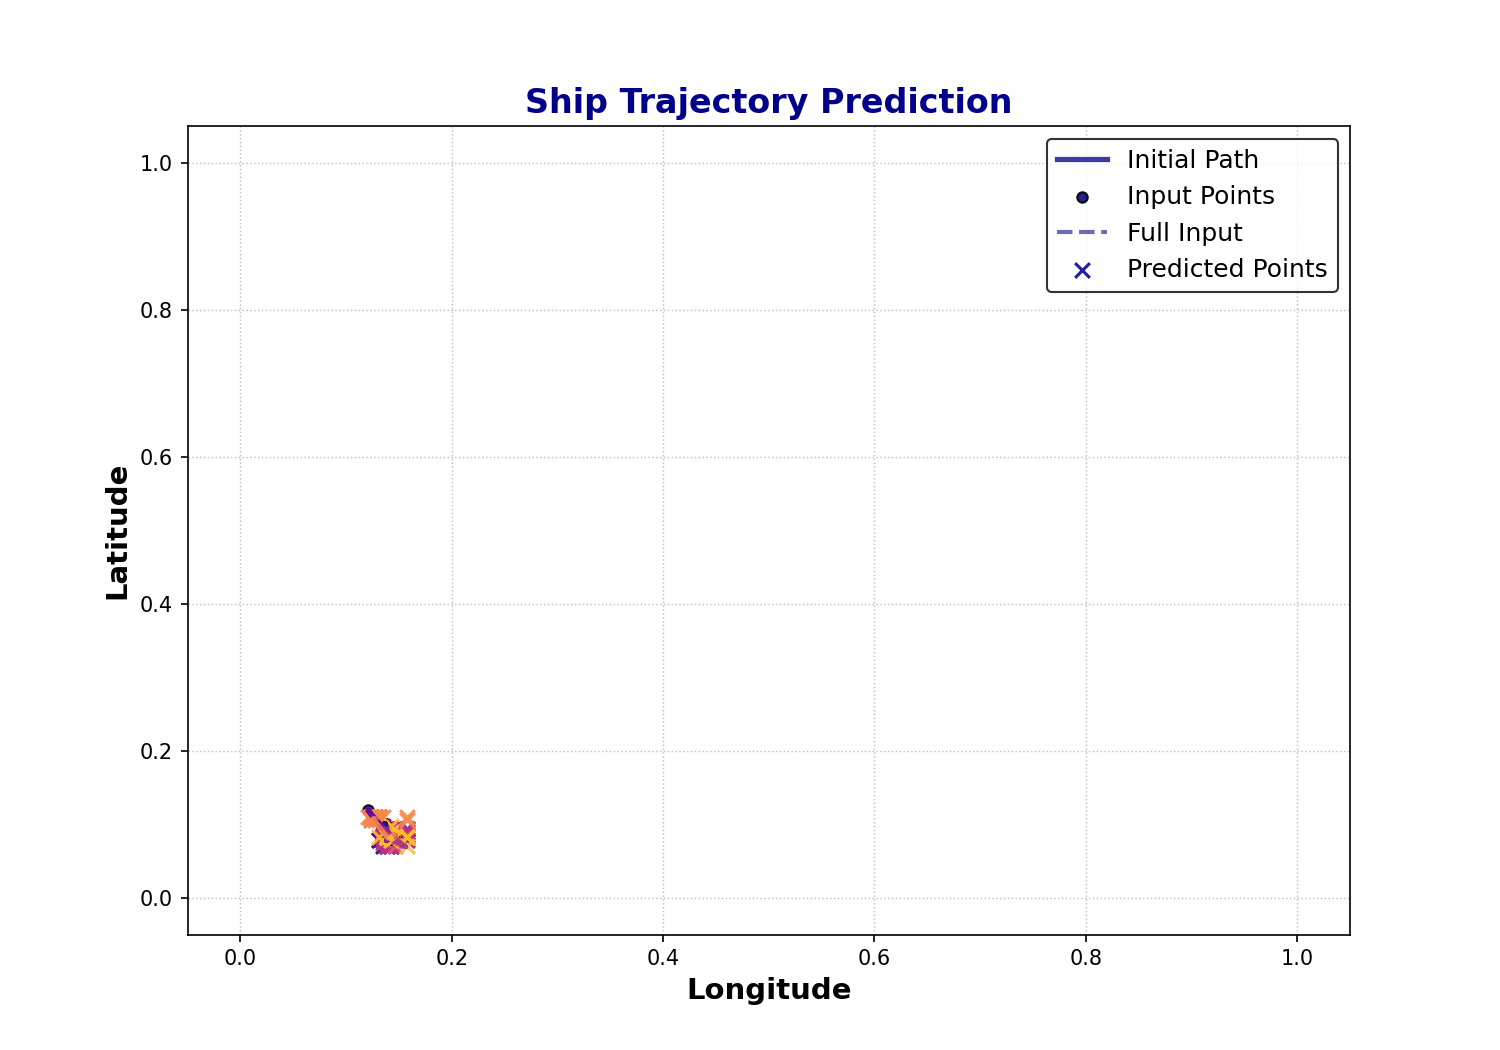 Ship Trajectory Prediction
Initial Path
Input Points
Full Input
Predicted Points
Latitude
1.0
0.8
0.6
0.4
0.2
0.0
0.0 0.2 0.4 0.6 0.8 1.0
Longitude